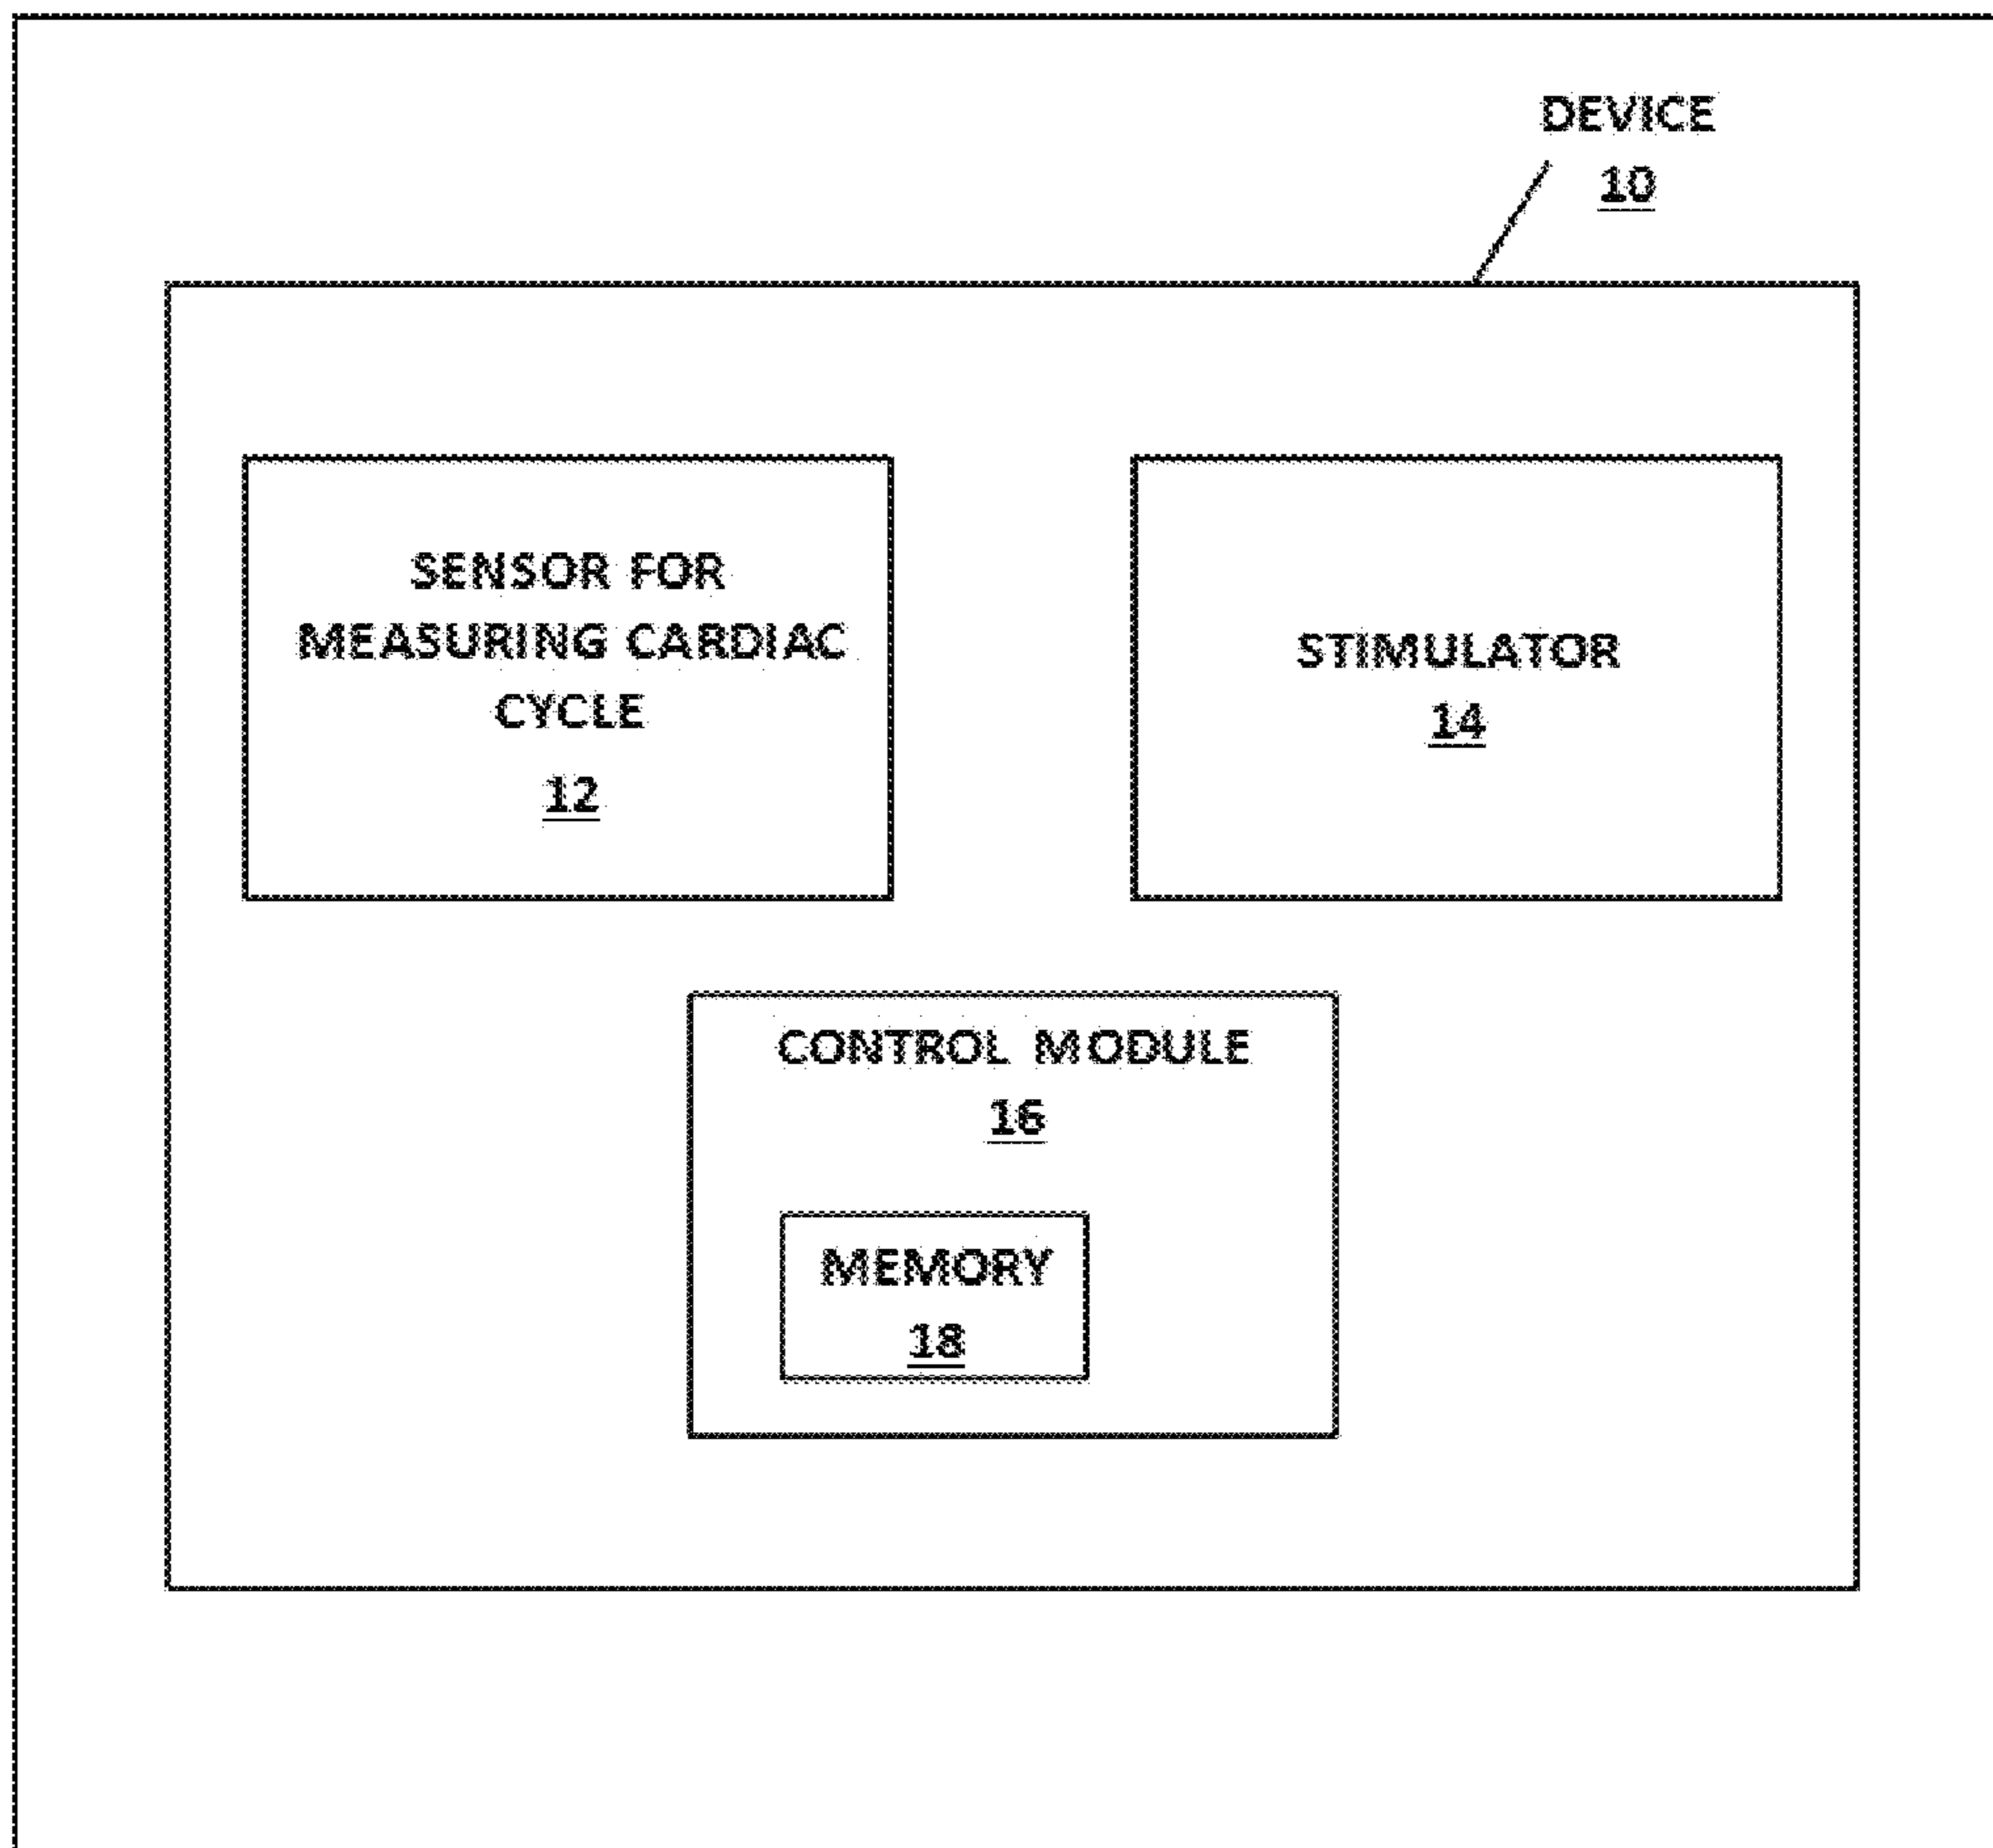 DEVICE
10
SENSOR FOR
MEASURING CARDIAC
CYCLE
12
STIMULATOR
14
CONTROL MODULE
16
MEMORY
18